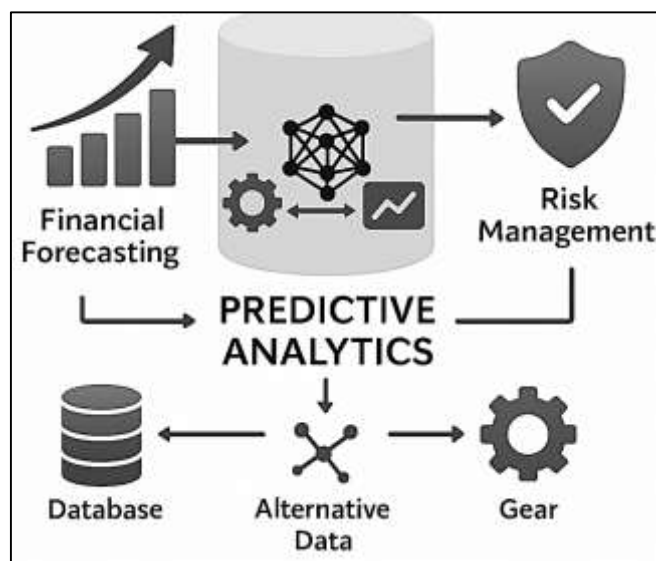 Financial
Forecasting
Risk
Management
PREDICTIVE
ANALYTICS
Database
Alternative
Data
Gear